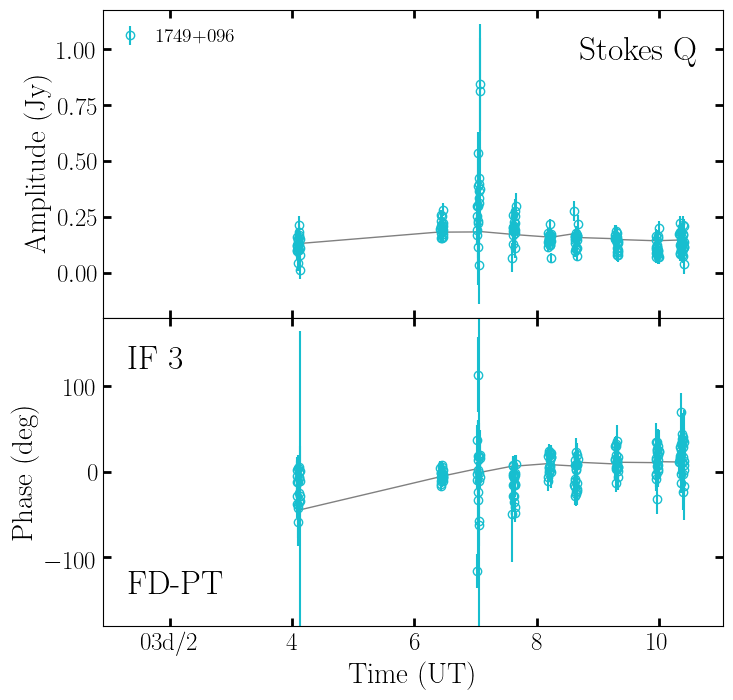 1749+096
Stokes Q
Amplitude (Jy)
1.00
0.75
0.50
0.25
0.00
IF 3
FD-PT
Phase (deg)
100
0
−100
03d/2
4
6
8
10
Time (UT)